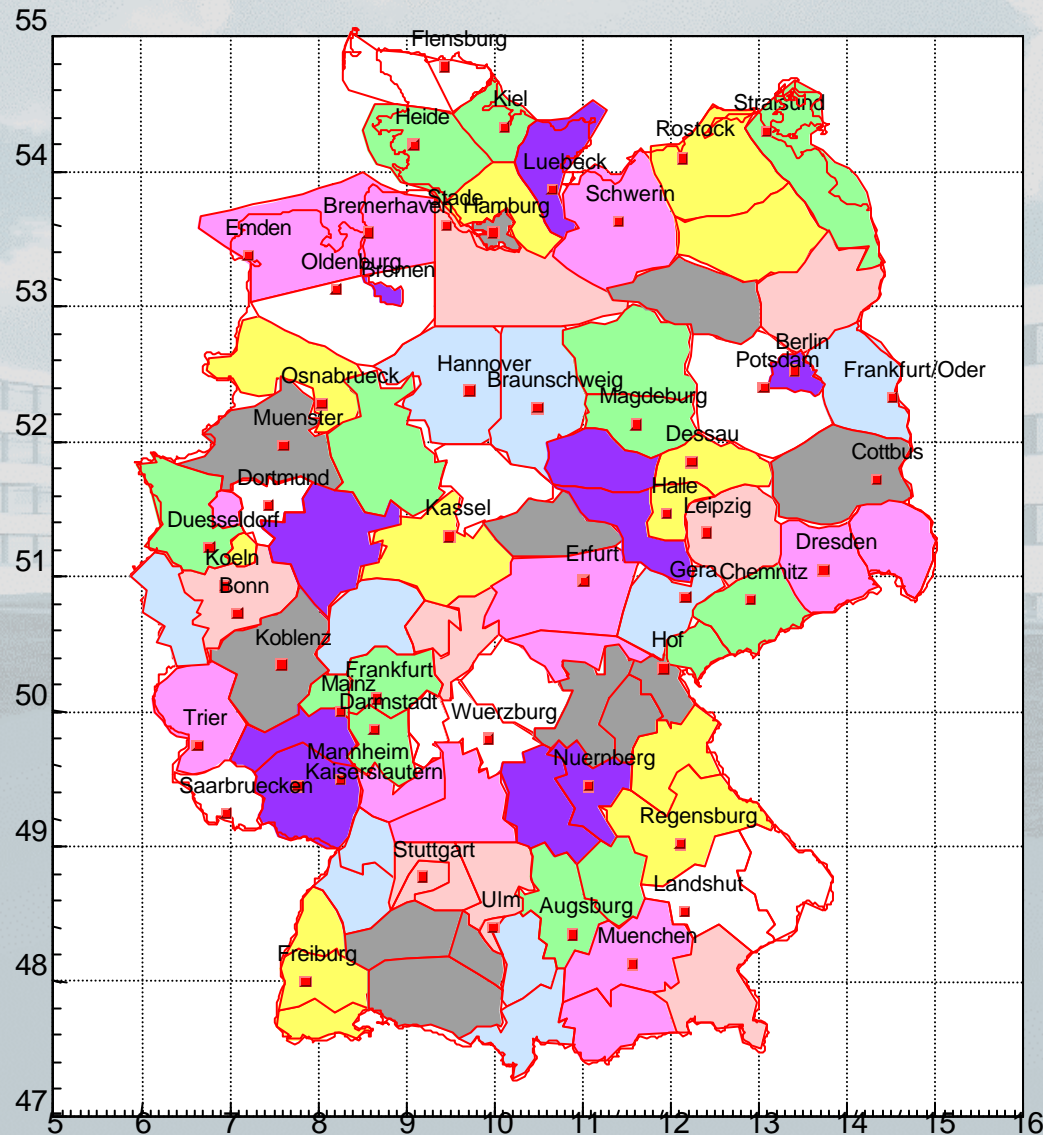 55
Flensburg
Kiel
Stralsund
Heide
Rostock
54
Luebeck
Schwerin
Stade
Bremerhaven
Hamburg
Emden
Oldenburg
Bremen
53
Berlin
Potsdam
Hannover
Frankfurt/Oder
Osnabrueck
Braunschweig
Magdeburg
Muenster
52
Dessau
Cottbus
Dortmund
Halle
Kassel
Leipzig
Duesseldorf
Dresden
Koeln
Erfurt
51
Gera
Chemnitz
Bonn
Koblenz
Hof
Frankfurt
Mainz
50
Darmstadt
Trier
Wuerzburg
Mannheim
Nuernberg
Kaiserslautern
Saarbruecken
Regensburg
49
Stuttgart
Landshut
Ulm
Augsburg
Muenchen
48
Freiburg
47
5 6 7 8 9 10 11 12 13 14 15 16